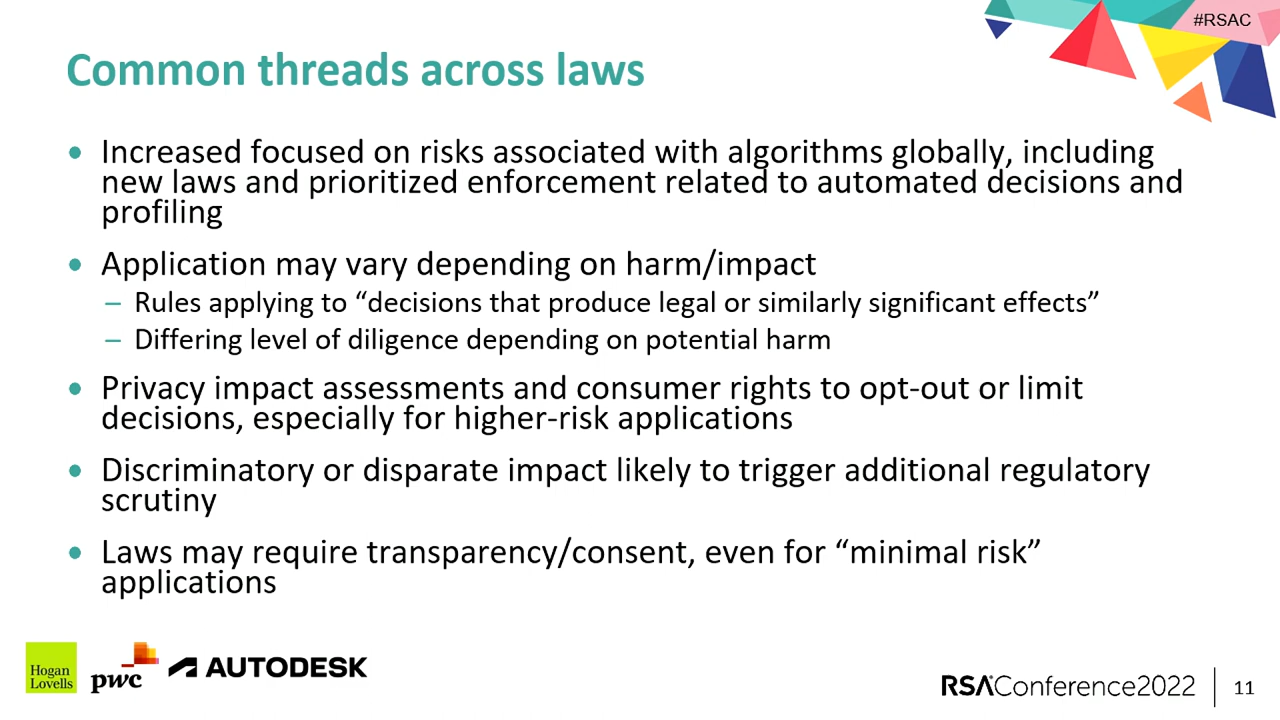 #RSAC
Common threads across laws
• Increased focused on risks associated with algorithms globally, including
new laws and prioritized enforcement related to automated decisions and
profiling
• Application may vary depending on harm/impact
– Rules applying to “decisions that produce legal or similarly significant effects”
– Differing level of diligence depending on potential harm
• Privacy impact assessments and consumer rights to opt-out or limit
decisions, especially for higher-risk applications
• Discriminatory or disparate impact likely to trigger additional regulatory
scrutiny
• Laws may require transparency/consent, even for “minimal risk”
applications
Hogan
Lovells
pwc
AUTODESK
RSAConference2022
11